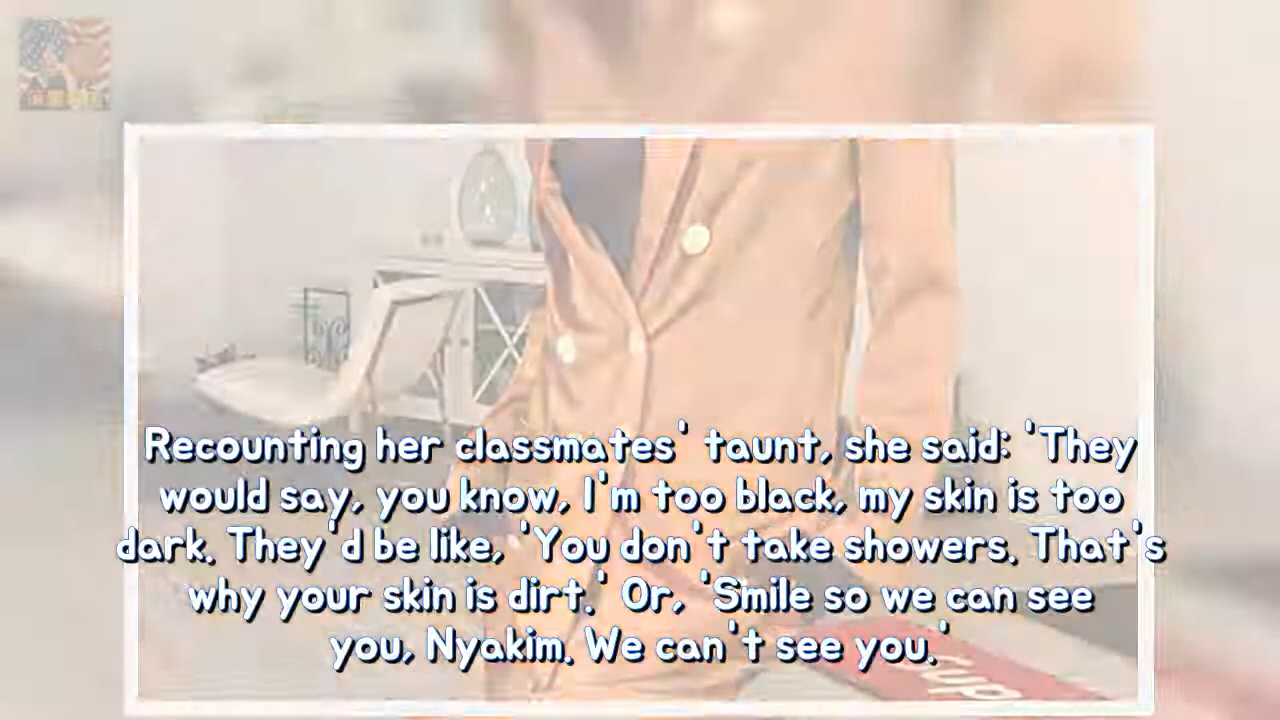 Recounting her classmates' taunt, she said: 'They
would say, you know, I'm too black, my skin is too
dark. They'd be like, 'You don't take showers. That's
why your skin is dirt.' Or, 'Smile so we can see
you, Nyakim. We can't see you.'
Sup